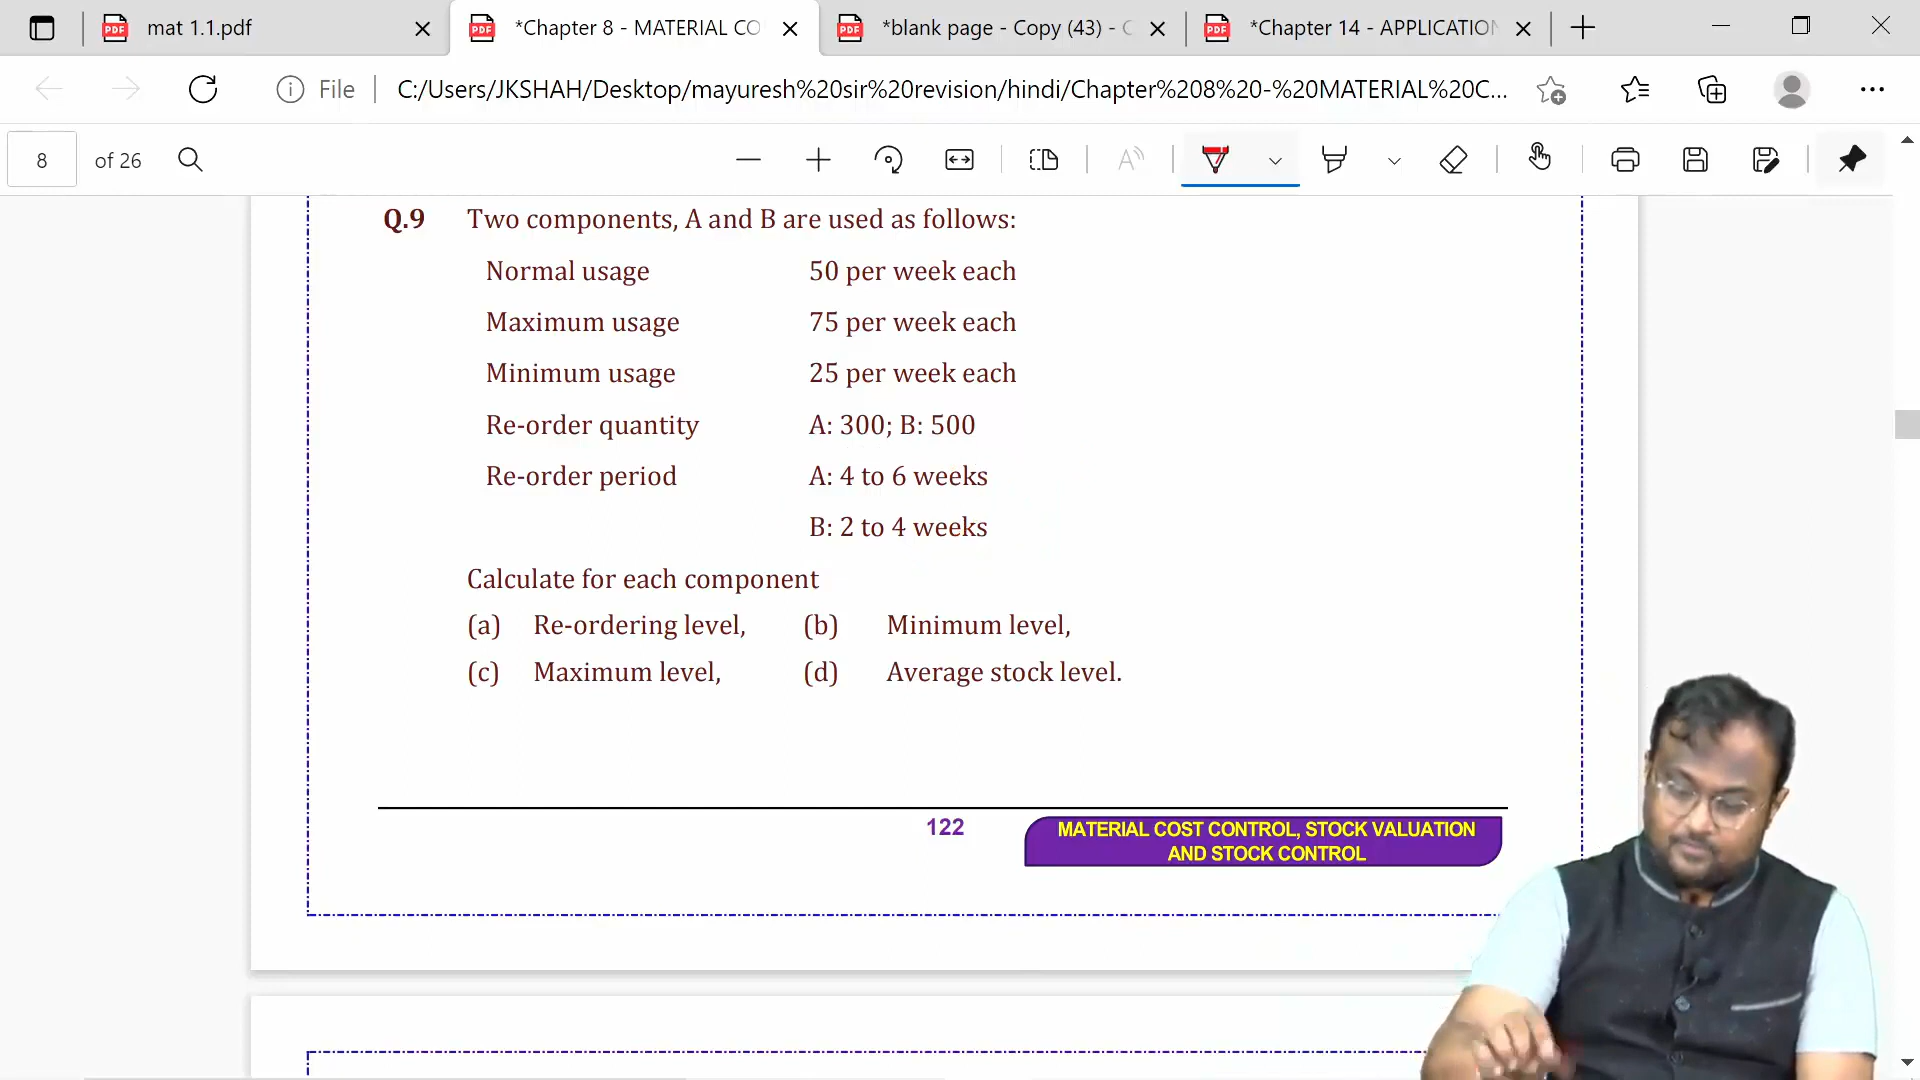 mat 1.1.pdf
*Chapter 8 - MATERIAL CO
*blank page - Copy (43) - C
*Chapter 14 - APPLICATION
File
C:/Users/JKSHAH/Desktop/mayuresh%20sir%20revision/hindi/Chapter%208%20-%20MATERIAL%20C...
8 of 26
Q.9 Two components, A and B are used as follows:
Normal usage 50 per week each
Maximum usage 75 per week each
Minimum usage 25 per week each
Re-order quantity A: 300; B: 500
Re-order period A: 4 to 6 weeks
B: 2 to 4 weeks
Calculate for each component
(a) Re-ordering level, (b) Minimum level,
(c) Maximum level, (d) Average stock level.
122
MATERIAL COST CONTROL, STOCK VALUATION
AND STOCK CONTROL